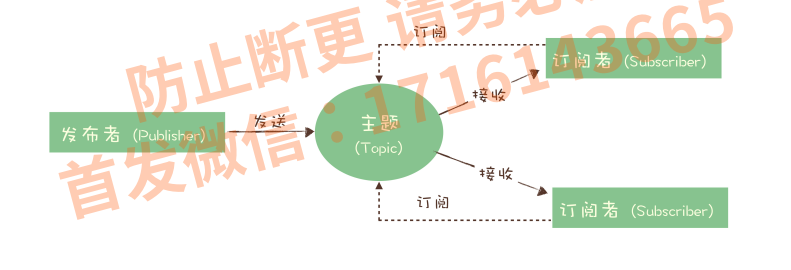 防止断更 请务必
首发微信：1716143665
订阅
订阅者 (Subscriber)
接收
发布者 (Publisher)
发送
主题
(Topic)
接收
订阅
订阅者 (Subscriber)